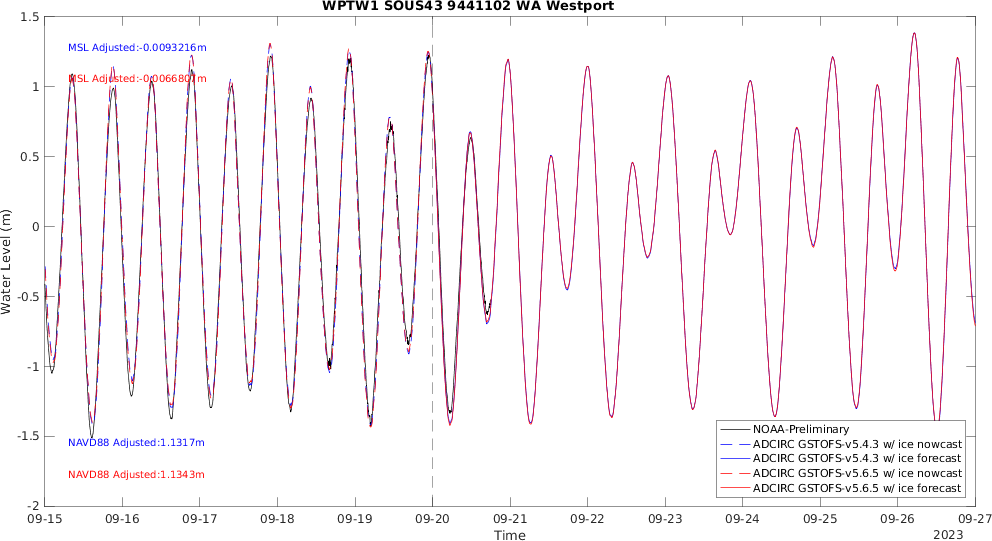 WPTW1 SOUS43 9441102 WA Westport
1.5
1
0.5
0
-0.5
-1
-1.5
-2
Water Level (m)
MSL Adjusted:-0.0093216m
MSL Adjusted:-0.0066807m
NAVD88 Adjusted:1.1317m
NAVD88 Adjusted:1.1343m
NOAA-Preliminary
ADCIRC GSTOFS-v5.4.3 w/ ice nowcast
ADCIRC GSTOFS-v5.4.3 w/ ice forecast
ADCIRC GSTOFS-v5.6.5 w/ ice nowcast
ADCIRC GSTOFS-v5.6.5 w/ ice forecast
09-15 09-16 09-17 09-18 09-19 09-20 09-21 09-22 09-23 09-24 09-25 09-26 09-27
Time
2023